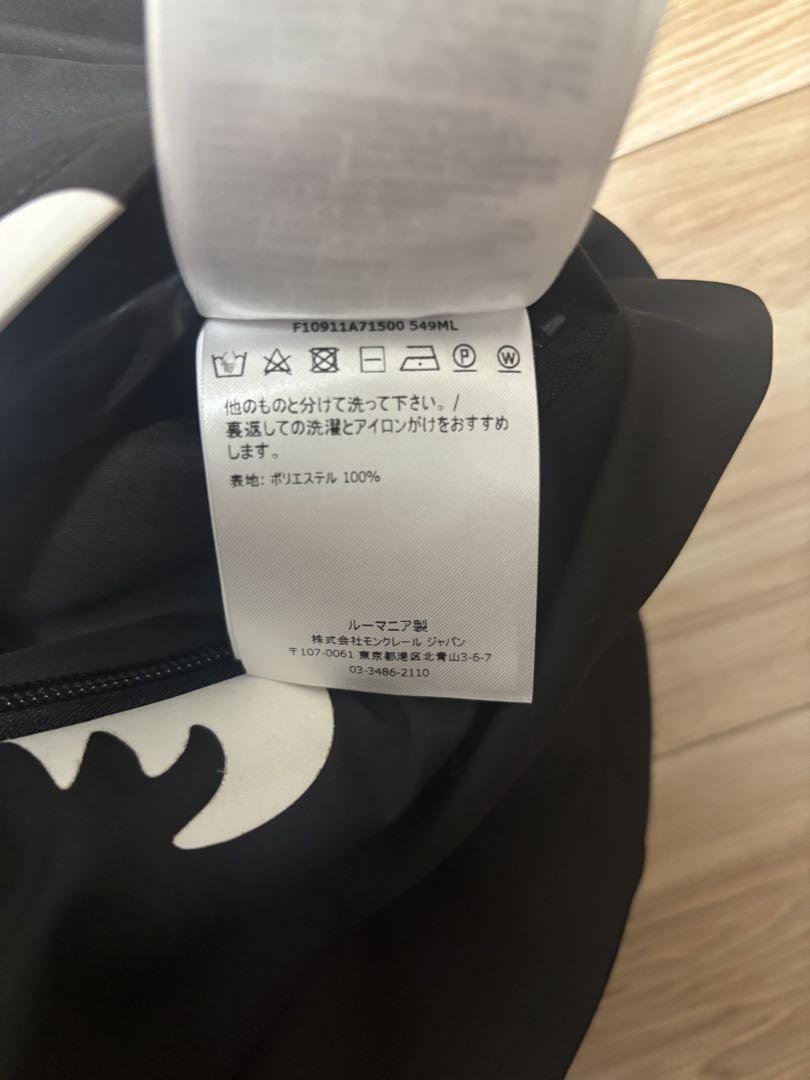 F10911A71500 549ML
P W
他のものと分けて洗って下さい。/
裏返しての洗濯とアイロンがけをおすすめ
します。
表地: ポリエステル 100%
ルーマニア製
株式会社モンクレール ジャパン
〒107-0061 東京都港区北青山3-6-7
03-3486-2110